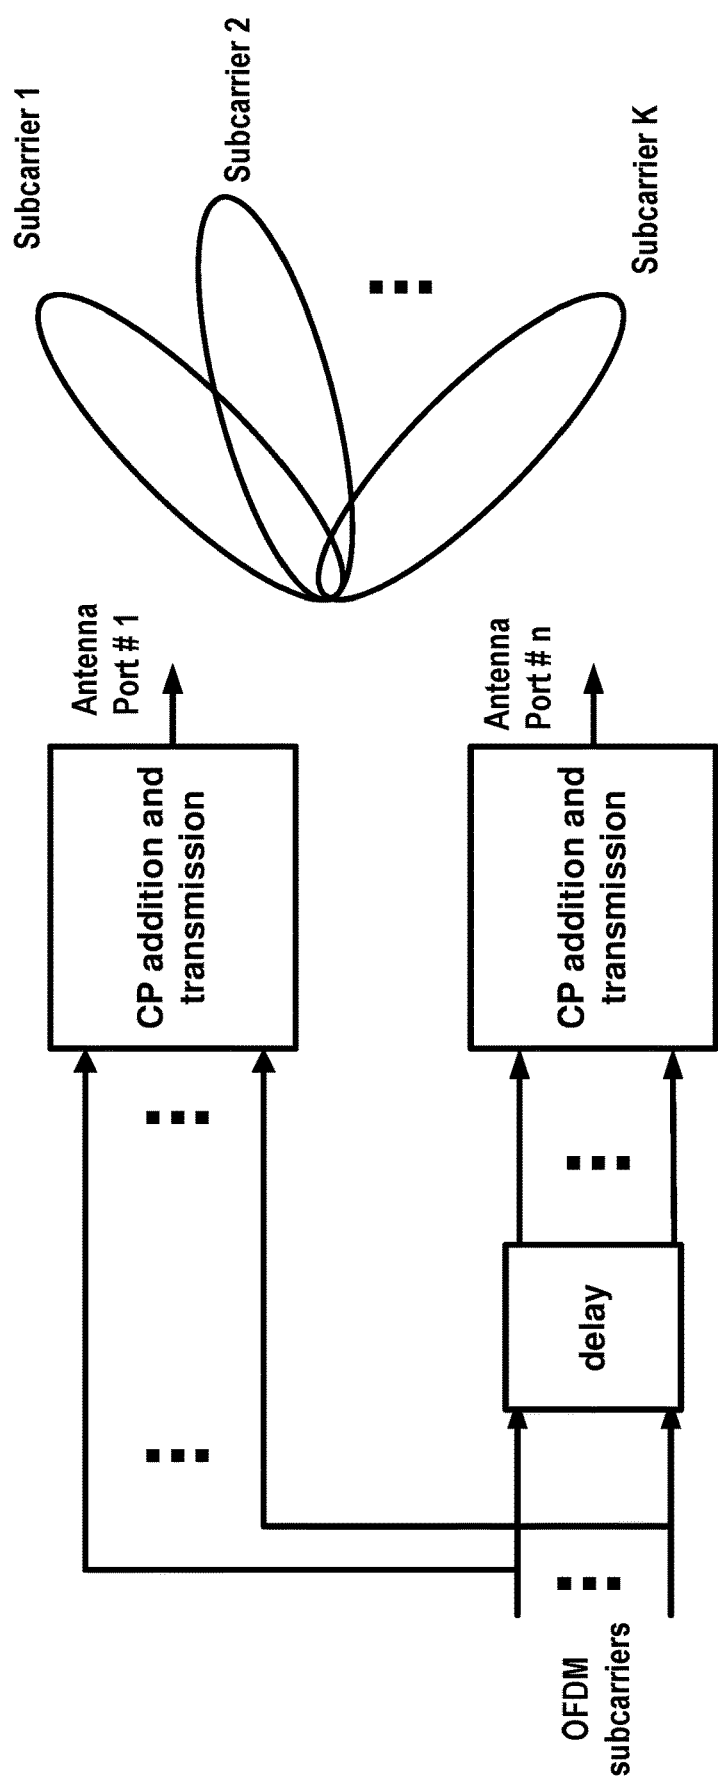 OFDM
subcarriers
delay
CP addition and
transmission
Antenna
Port # 1
CP addition and
transmission
Antenna
Port # n
Subcarrier 1
Subcarrier 2
Subcarrier K